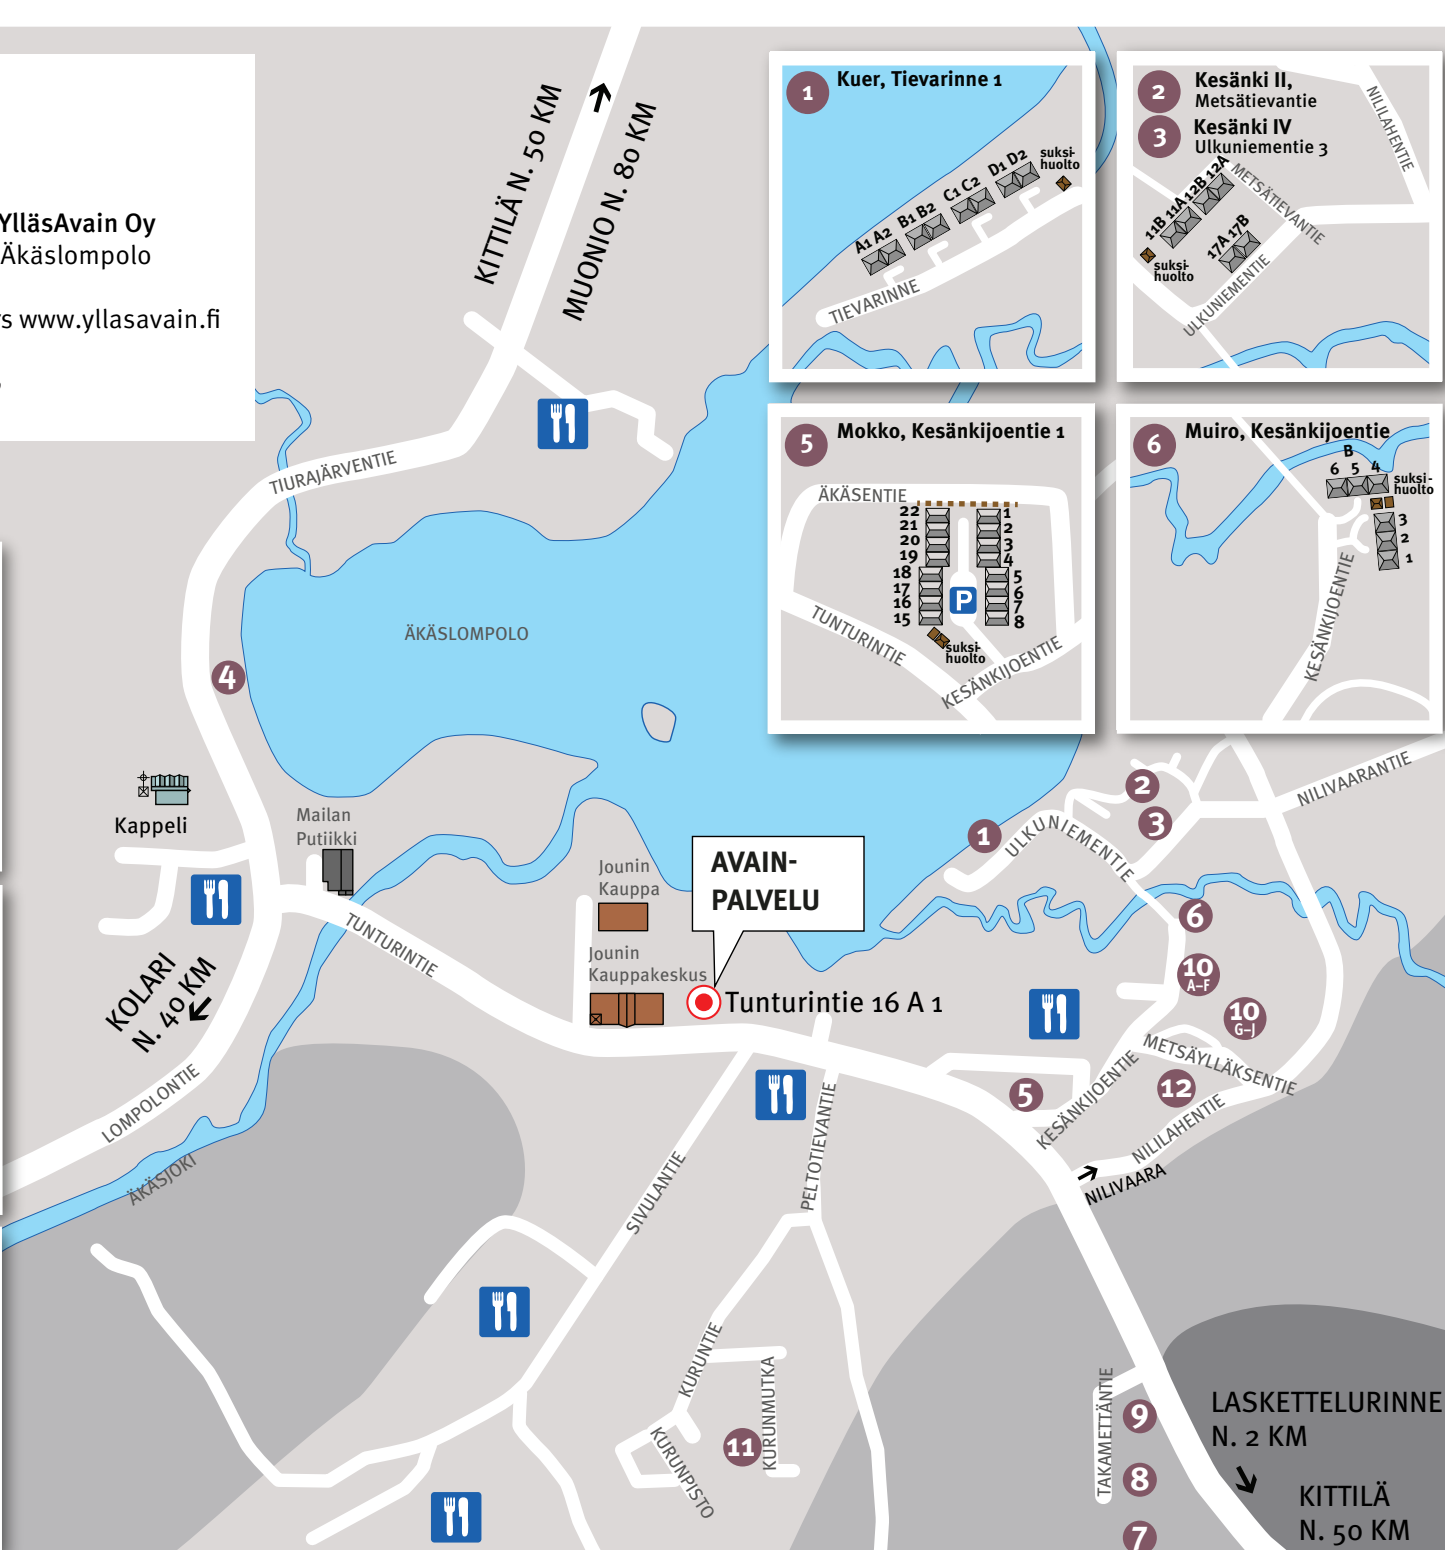 YlläsAvain Oy
Äkäslompolo
s www.yllasavain.fi
KITTILÄ N. 50 KM
MUONIO N. 80 KM
1
Kuer, Tievarinne 1
A1 A2
B1 B2
C1 C2
D1 D2
suksi-
huolto
TIEVARINNE
2
Kesänki II,
Metsätievantie
3
Kesänki IV
Ulkuniementie 3
NILILAHENTIE
METSÄTIEVANTIE
11B 11A 12B 12A
17A 17B
suksi-
huolto
ULKUNIEMENTIE
5
Mokko, Kesänkijoentie 1
ÄKÄSENTIE
22
21
20
19
18
17
16
15
1
2
3
4
5
6
7
8
P
suksi-
huolto
TUNTURINTIE
KESÄNKIJOENTIE
6
Muiro, Kesänkijoentie
B
6 5 4
suksi-
huolto
3
2
1
KESÄNKIJOENTIE
TIURAJÄRVENTIE
ÄKÄSLOMPOLO
4
Kappeli
Mailan
Putiikki
TUNTURINTIE
KOLARI
N. 40 KM
LOMPOLONTIE
ÄKÄSJOKI
Jounin
Kauppa
Jounin
Kauppakeskus
AVAIN-
PALVELU
Tunturintie 16 A 1
1
ULKUNIEMENTIE
2
3
NILIVAARANTIE
6
10
A–F
10
G–J
METSÄYLLÄKSENTIE
12
5
KESÄNKIJOENTIE
NILILAHENTIE
NILIVAARA
SIVULANTIE
PELTOTIEVANTIE
KURUNTIE
KURUNMUTKA
KURUNPISTO
11
TAKAMETTÄNTIE
9
8
7
LASKETTELURINNE
N. 2 KM
KITTILÄ
N. 50 KM